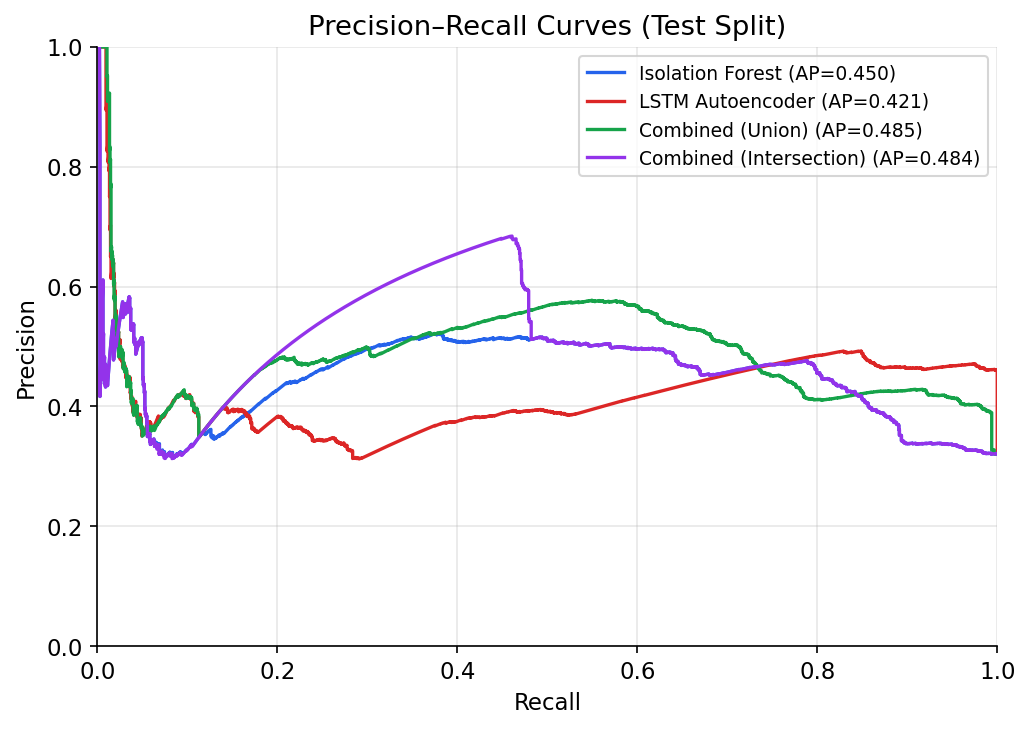 Precision–Recall Curves (Test Split)
Isolation Forest (AP=0.450)
LSTM Autoencoder (AP=0.421)
Combined (Union) (AP=0.485)
Combined (Intersection) (AP=0.484)
1.0
0.8
0.6
0.4
0.2
0.0
Precision
0.0 0.2 0.4 0.6 0.8 1.0
Recall